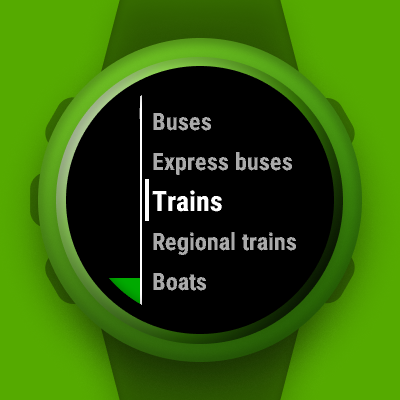 Buses
Express buses
Trains
Regional trains
Boats